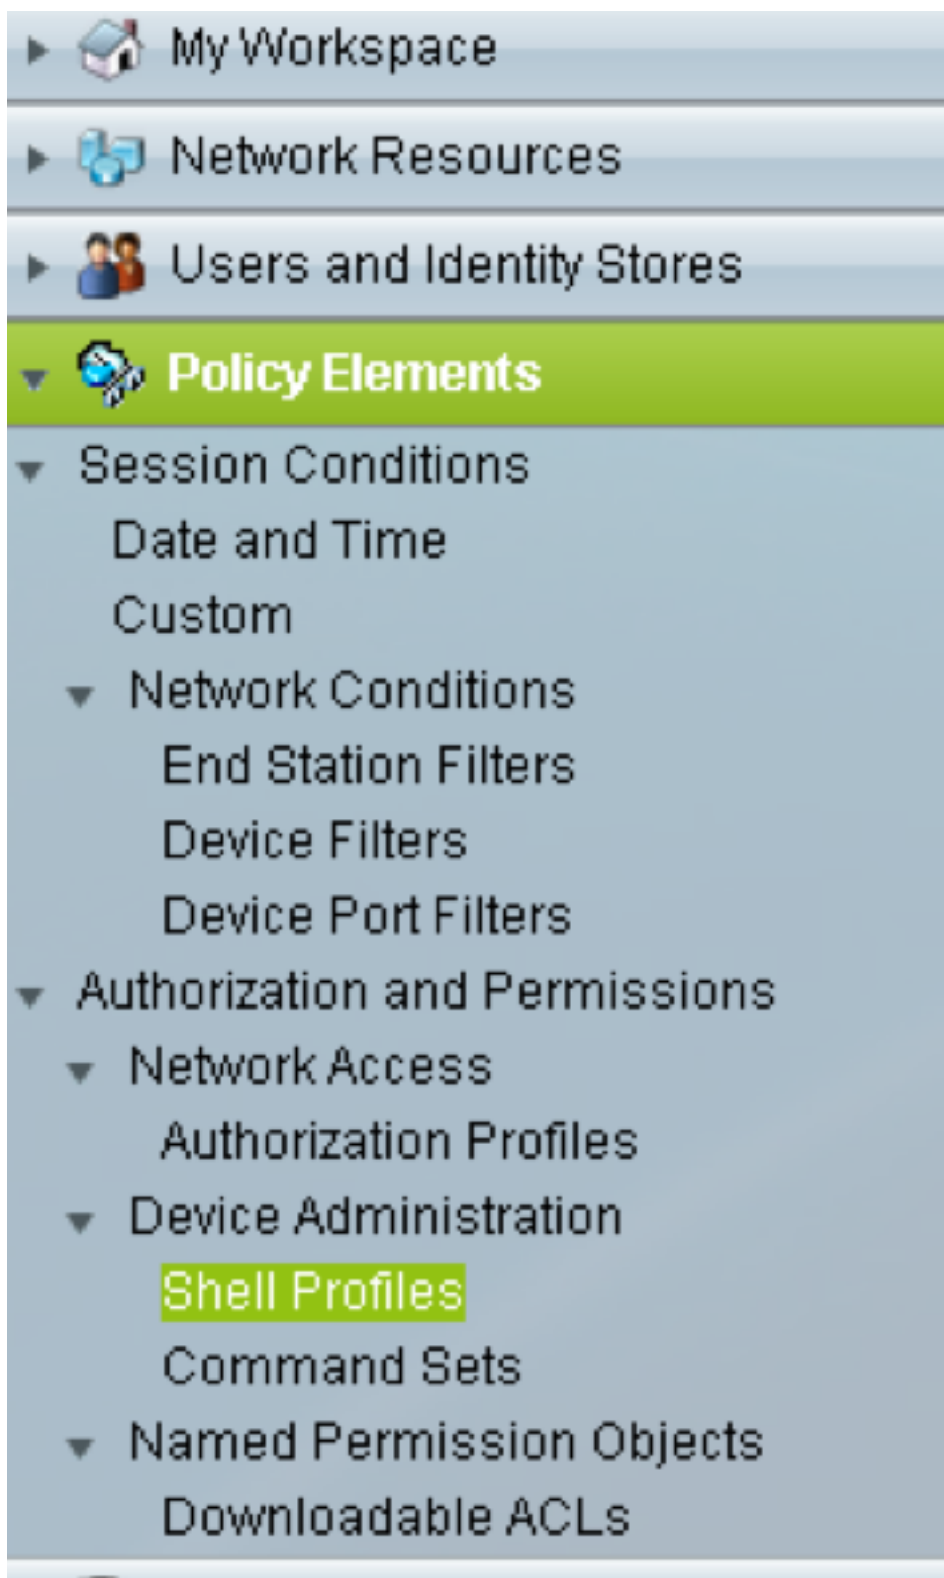 My Workspace
Network Resources
Users and Identity Stores
Policy Elements
Session Conditions
Date and Time
Custom
Network Conditions
End Station Filters
Device Filters
Device Port Filters
Authorization and Permissions
Network Access
Authorization Profiles
Device Administration
Shell Profiles
Command Sets
Named Permission Objects
Downloadable ACLs